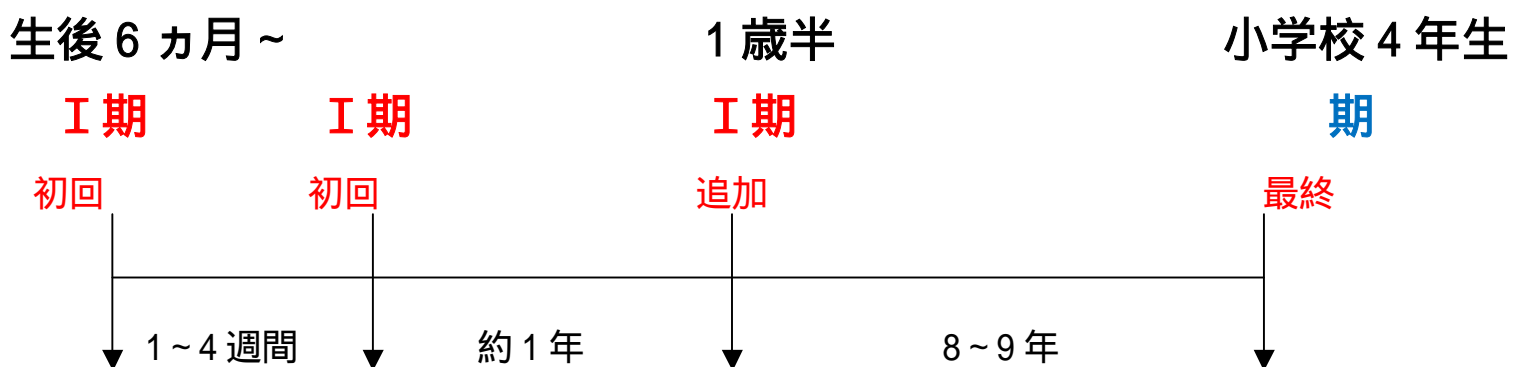 生後6ヵ月~ 1歳半 小学校4年生
Ⅰ期 Ⅰ期 Ⅰ期 期
初回 初回 追加 最終
1~4週間 約1年 8~9年